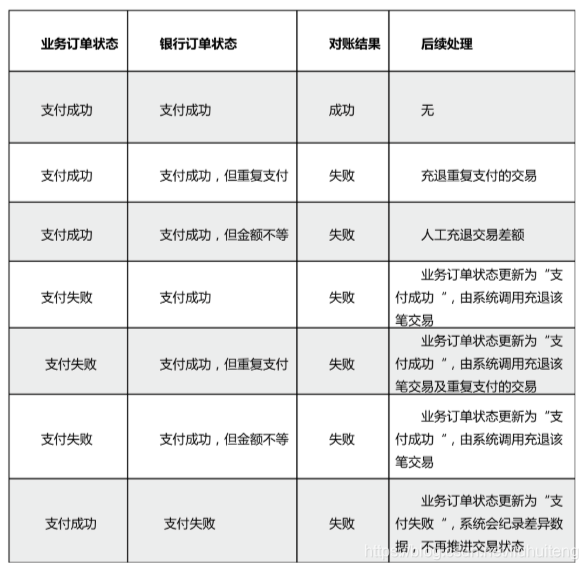 业务订单状态 银行订单状态 对账结果 后续处理
支付成功 支付成功 成功 无
支付成功 支付成功，但重复支付 失败 充退重复支付的交易
支付成功 支付成功，但金额不等 失败 人工充退交易差额
支付失败 支付成功 失败 业务订单状态更新为“支
付成功 “，由系统调用充退该
笔交易
支付失败 支付成功，但重复支付 失败 业务订单状态更新为“支
付成功 “，由系统调用充退该
笔交易及重复支付的交易
支付失败 支付成功，但金额不等 失败 业务订单状态更新为“支
付成功 “，由系统调用充退该
笔交易
支付成功 支付失败 失败 业务订单状态更新为“支
付失败 “，系统会纪录差异数
据，不再推进交易状态